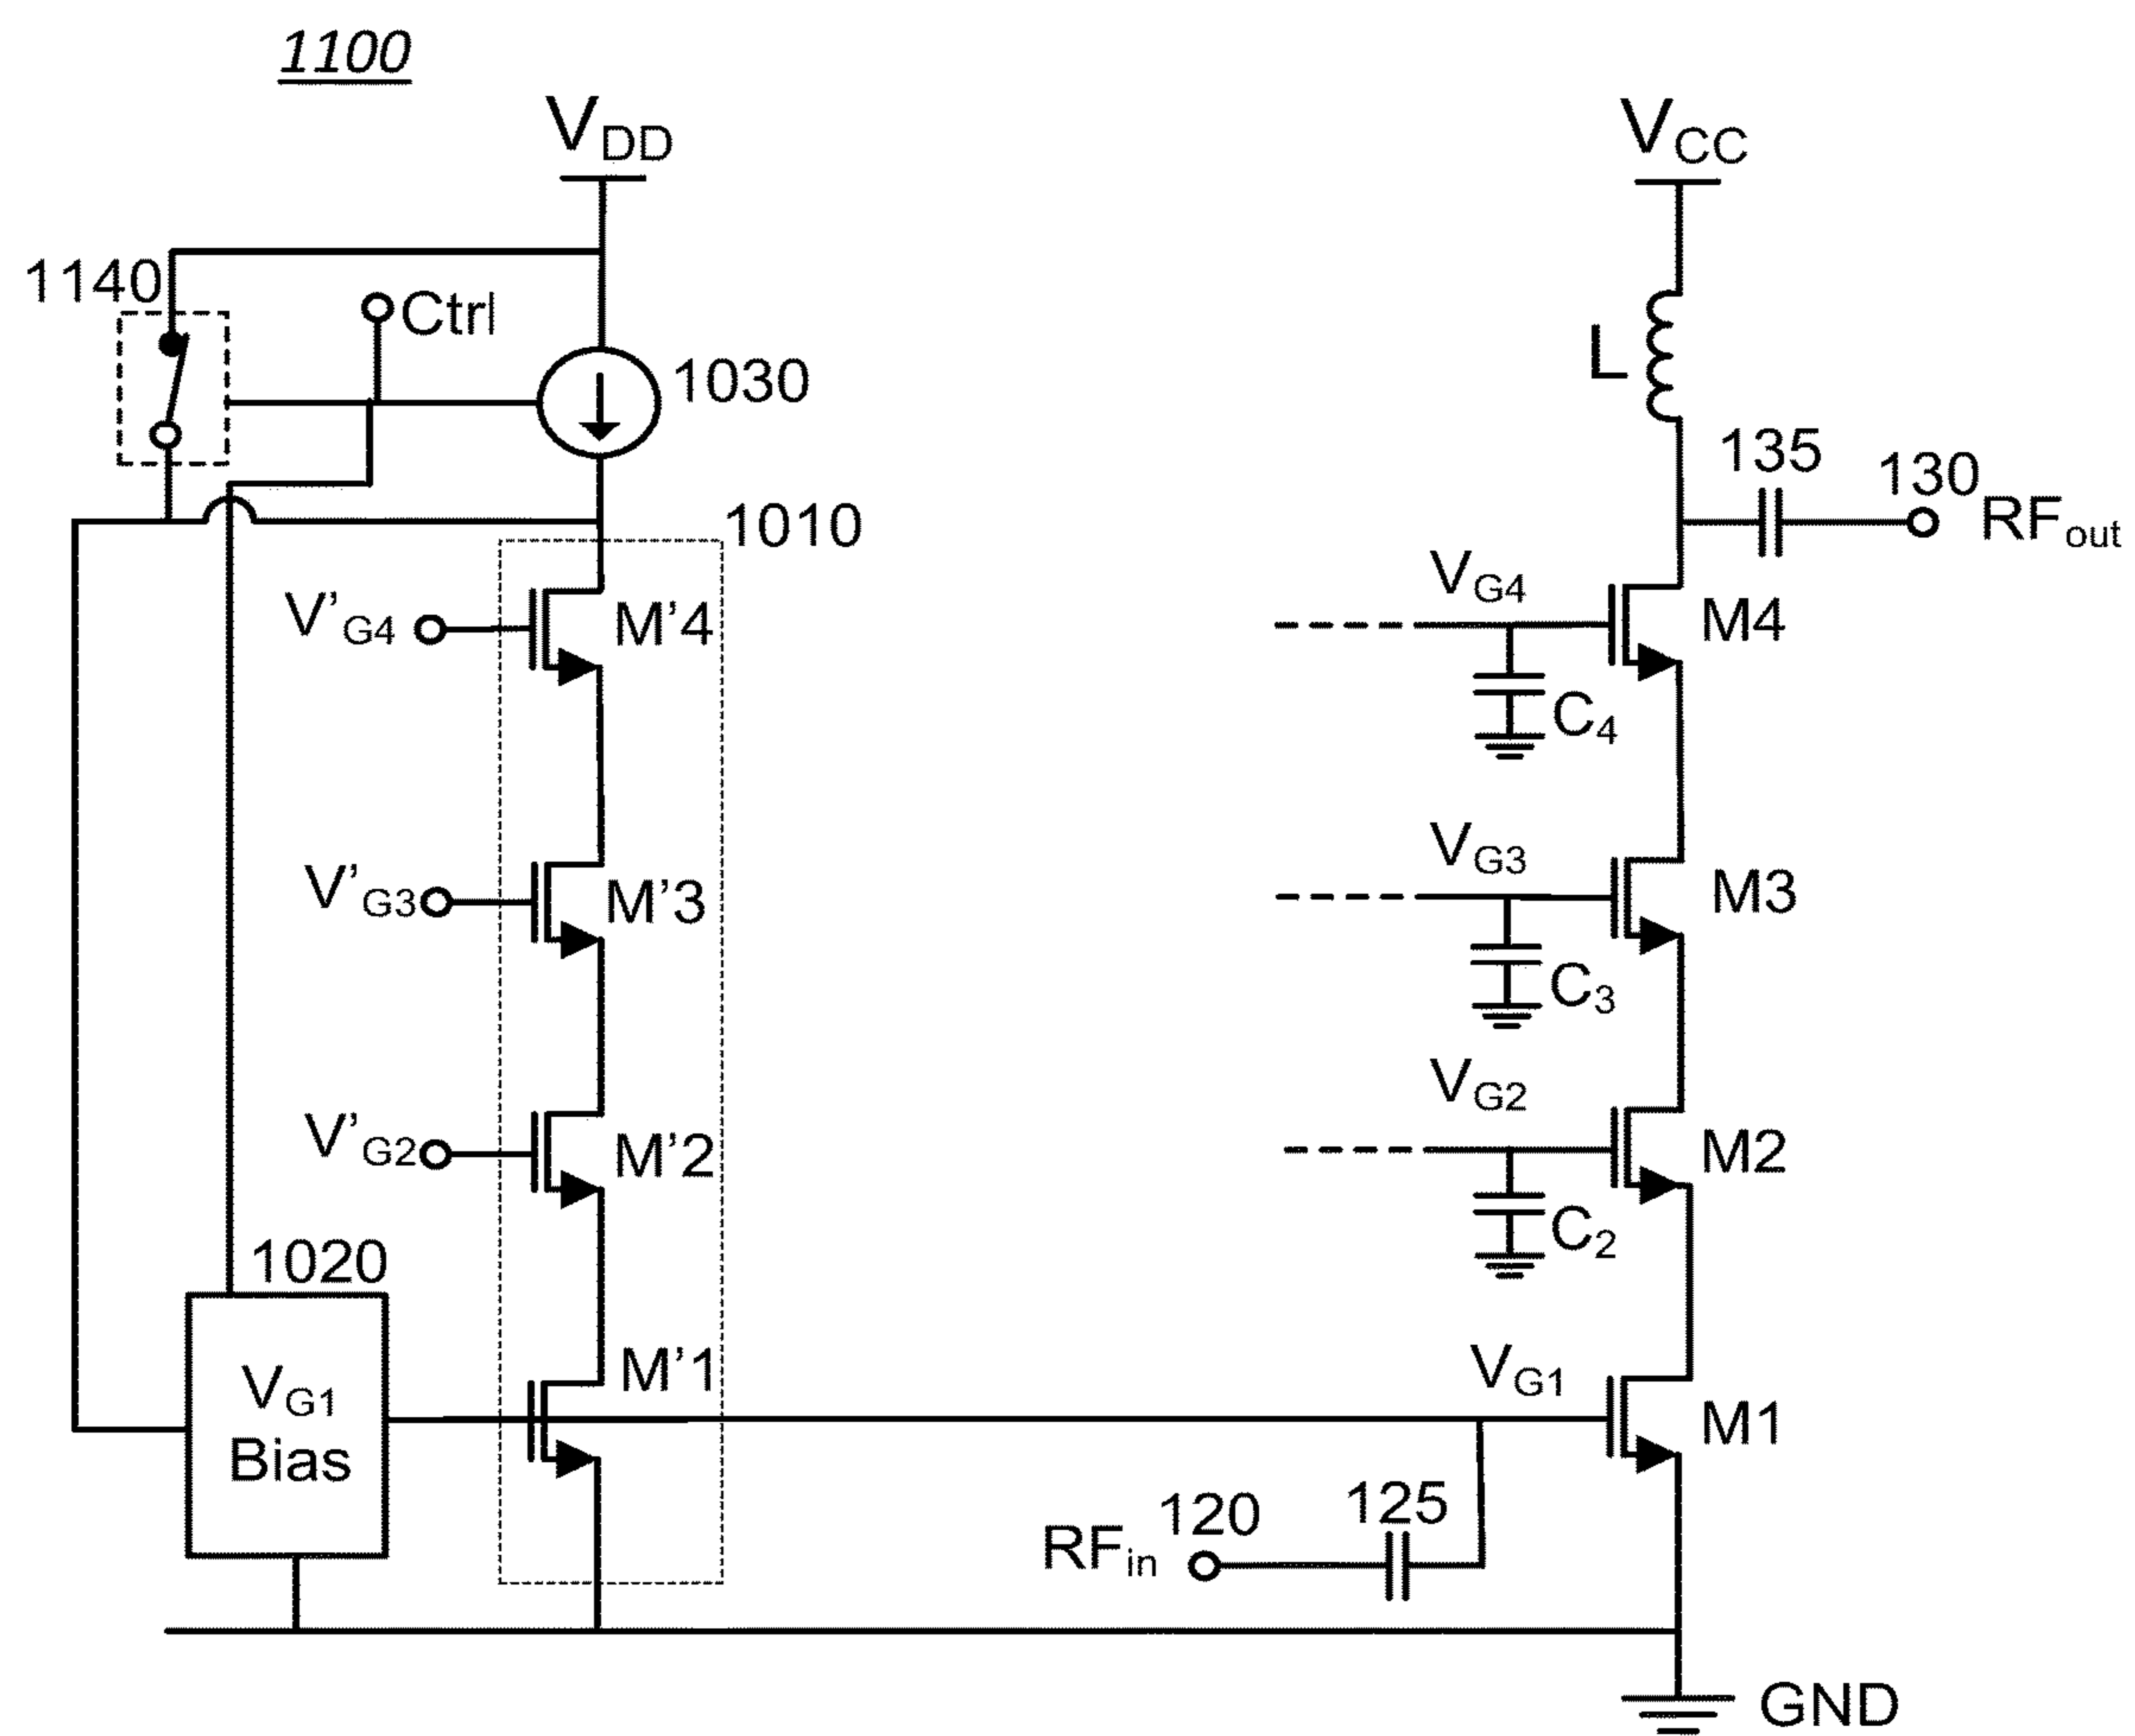 1100
VDD
VCC
1140
Ctrl
1030
L
135
130
RFout
1010
V'G4
M'4
VG4
M4
C4
V'G3
M'3
VG3
M3
C3
V'G2
M'2
VG2
M2
C2
1020
VG1
Bias
M'1
VG1
M1
RFin
120
125
GND